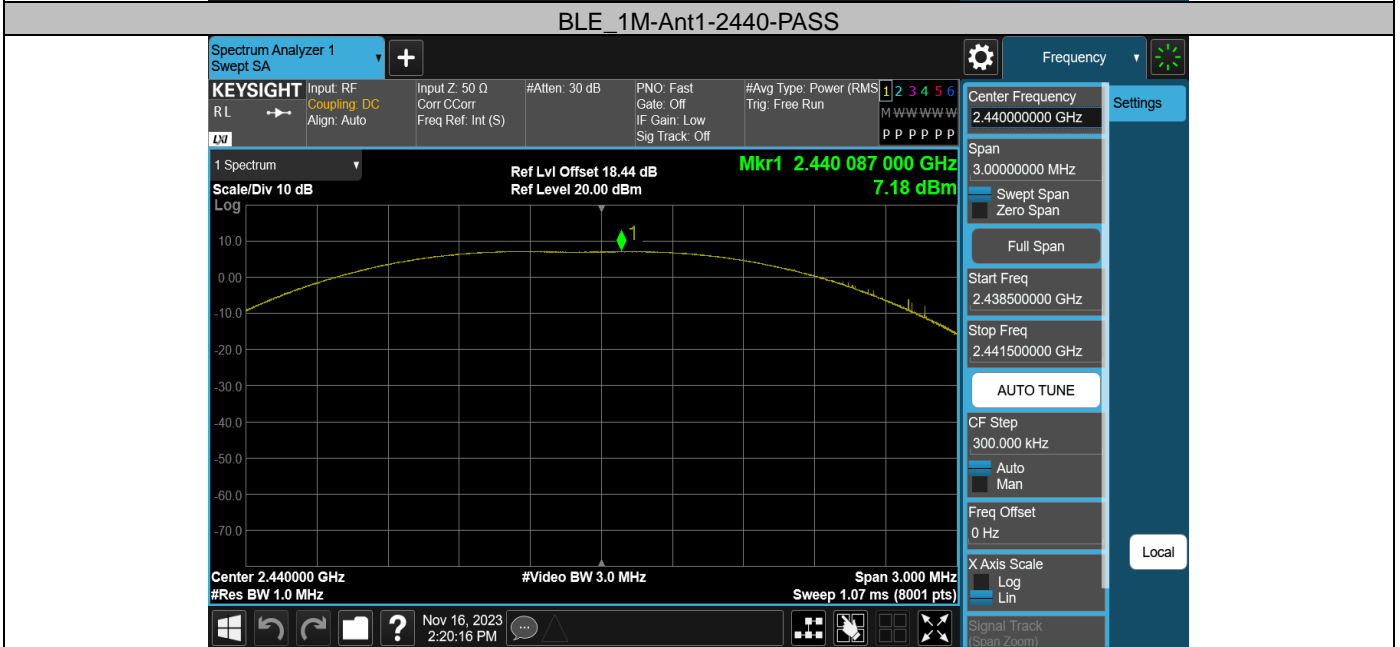 BLE_1M-Ant1-2440-PASS
Spectrum Analyzer 1
Swept SA
Frequency
KEYSIGHT
RL
LXI
Input: RF
Coupling: DC
Align: Auto
Input Z: 50 Ω
Corr CCorr
Freq Ref: Int (S)
#Atten: 30 dB
PNO: Fast
Gate: Off
IF Gain: Low
Sig Track: Off
#Avg Type: Power (RMS
Trig: Free Run
1 2 3 4 5 6
M W W W W W
P P P P P P
Center Frequency
2.440000000 GHz
Settings
1 Spectrum
Scale/Div 10 dB
Log
Ref Lvl Offset 18.44 dB
Ref Level 20.00 dBm
Mkr1 2.440 087 000 GHz
7.18 dBm
Span
3.00000000 MHz
Swept Span
Zero Span
Full Span
Start Freq
2.438500000 GHz
Stop Freq
2.441500000 GHz
AUTO TUNE
CF Step
300.000 kHz
Auto
Man
Freq Offset
0 Hz
X Axis Scale
Log
Lin
Signal Track
(Span Zoom)
Local
1
10.0
0.00
-10.0
-20.0
-30.0
-40.0
-50.0
-60.0
-70.0
Center 2.440000 GHz
#Res BW 1.0 MHz
#Video BW 3.0 MHz
Span 3.000 MHz
Sweep 1.07 ms (8001 pts)
?
Nov 16, 2023
2:20:16 PM